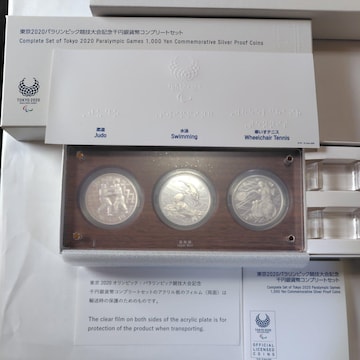 東京2020パラリンピック競技大会記念千円銀貨幣コンプリートセット
Complete Set of Tokyo 2020 Paralympic Games 1,000 Yen Commemorative Silver Proof Coins
TOKYO 2020
TOKYO 2020
柔道
Judo
水泳
Swimming
車いすテニス
Wheelchair Tennis
東京 2020 オリンピック・パラリンピック競技大会記念
千円銀貨幣コンプリートセットのアクリル板のフィルム（両面）は
輸送時の保護のためのものです。
The clear film on both sides of the acrylic plate is for
protection of the product when transporting.
東京2020パラリンピック競技大会記念
千円銀貨幣コンプリートセット
Complete Set of Tokyo 2020 Paralympic Games
1,000 Yen Commemorative Silver Proof Coins
TOKYO 2020
OFFICIAL
LICENSED
COINS